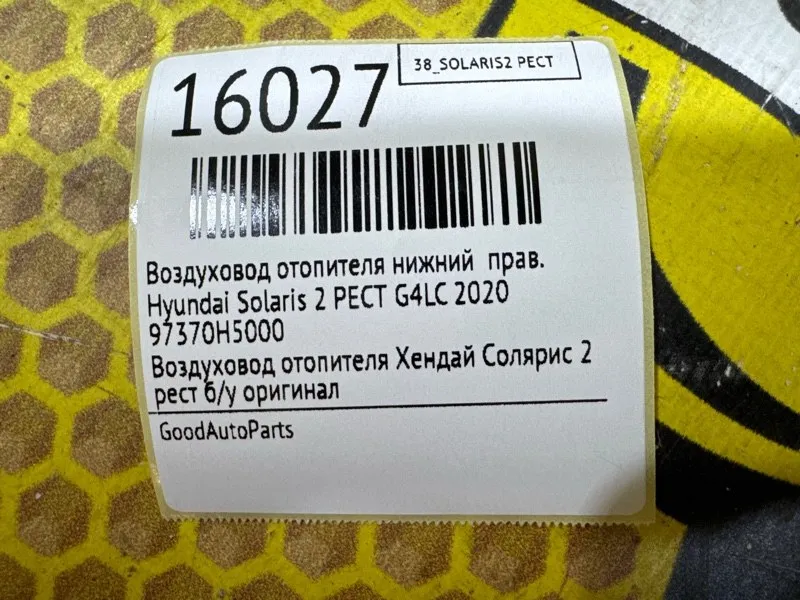 38_SOLARIS2 РЕСТ
16027
Воздуховод отопителя нижний прав.
Hyundai Solaris 2 РЕСТ G4LC 2020
97370H5000
Воздуховод отопителя Хендай Солярис 2
рест б/у оригинал
GoodAutoParts